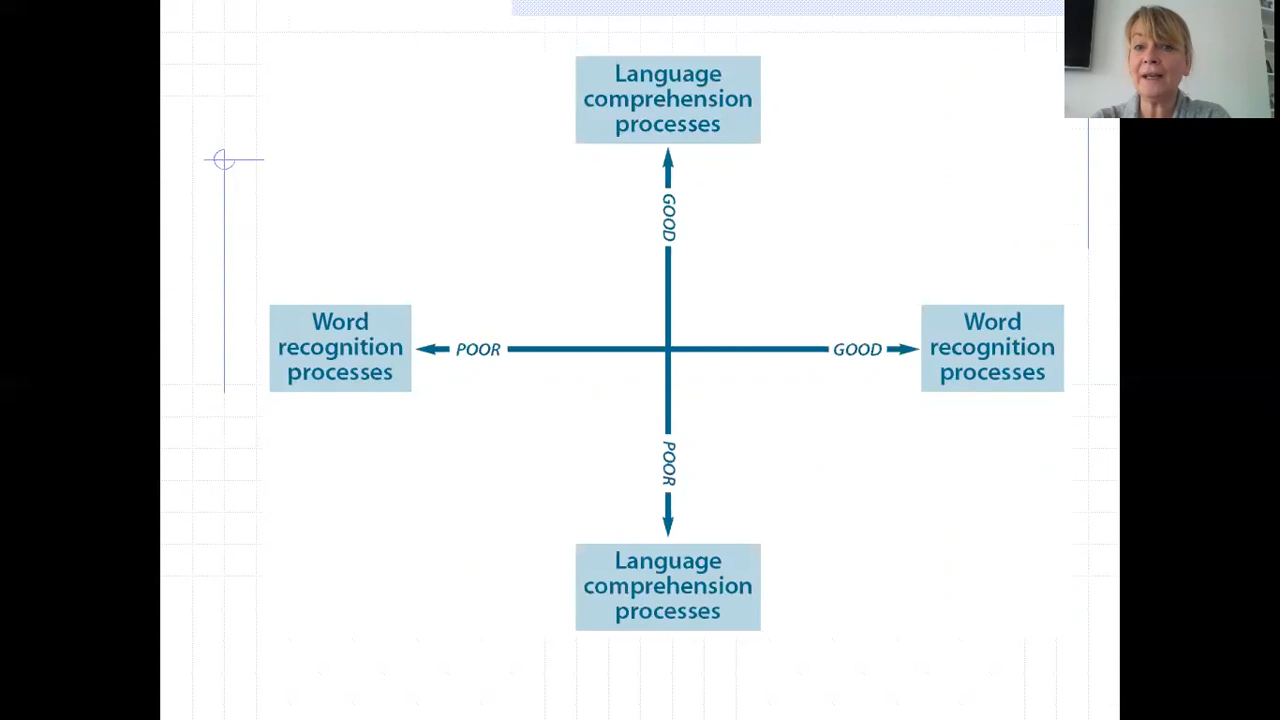 Language
comprehension
processes
GOOD
Word
recognition
processes
POOR
GOOD
Word
recognition
processes
POOR
Language
comprehension
processes